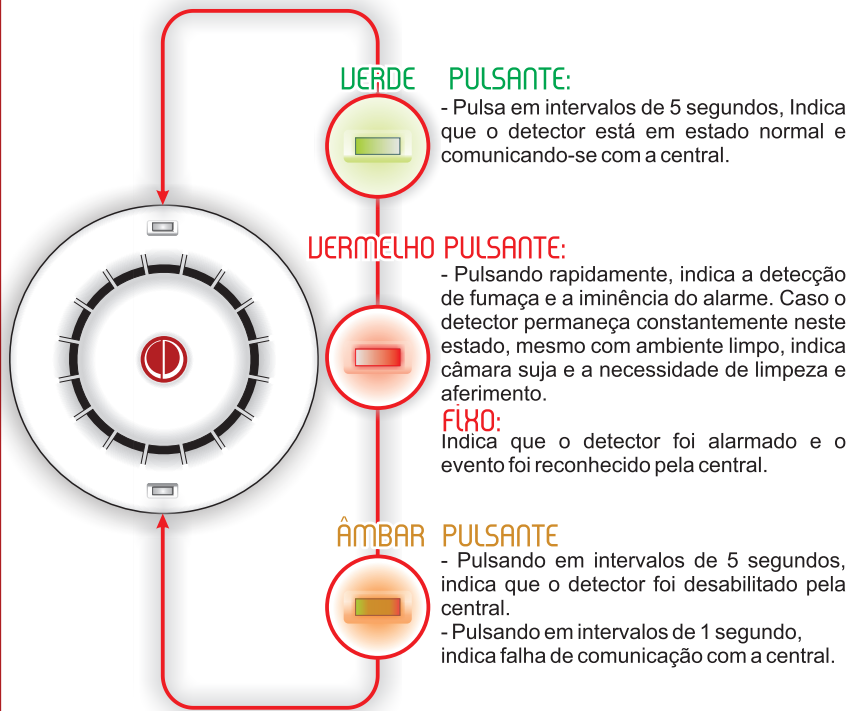 VERDE PULSANTE:
- Pulsa em intervalos de 5 segundos, Indica
que o detector está em estado normal e
comunicando-se com a central.
VERMELHO PULSANTE:
- Pulsando rapidamente, indica a detecção
de fumaça e a iminência do alarme. Caso o
detector permaneça constantemente neste
estado, mesmo com ambiente limpo, indica
câmara suja e a necessidade de limpeza e
aferimento.
FIXO:
Indica que o detector foi alarmado e o
evento foi reconhecido pela central.
ÂMBAR PULSANTE
- Pulsando em intervalos de 5 segundos,
indica que o detector foi desabilitado pela
central.
- Pulsando em intervalos de 1 segundo,
indica falha de comunicação com a central.